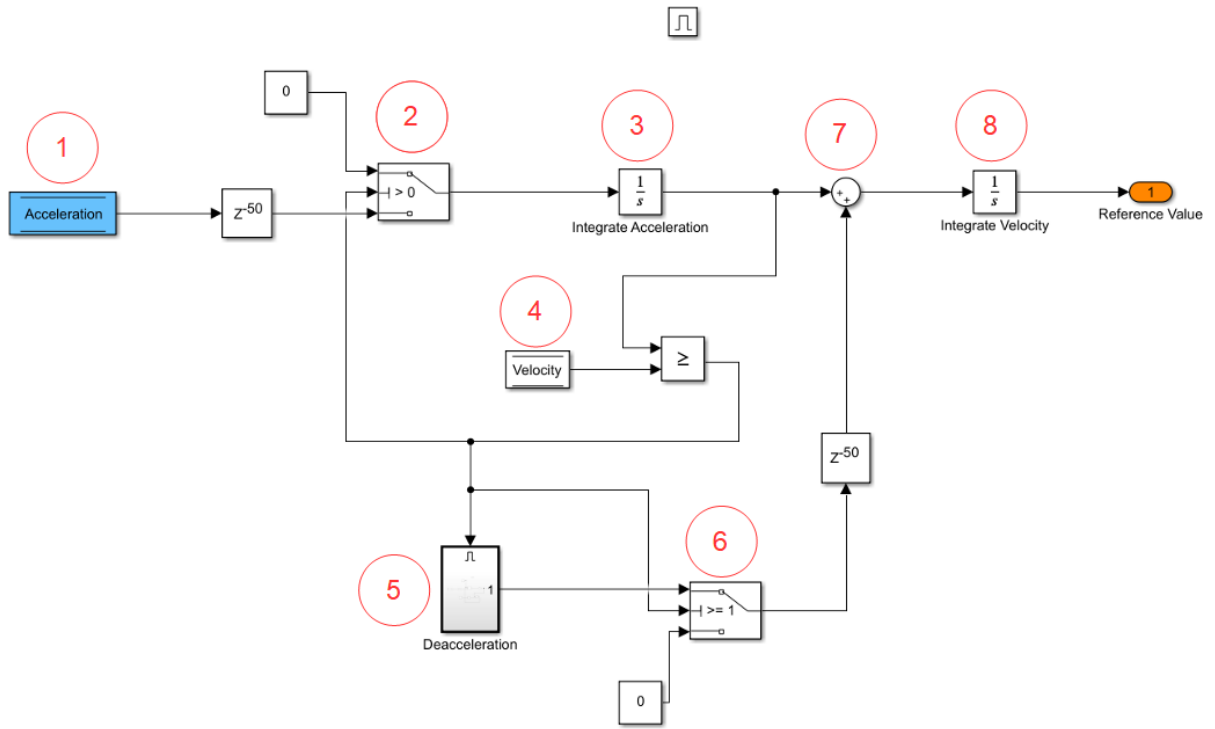 0
2
3
7
8
1
Acceleration
Z-50
> 0
1
s
Integrate Acceleration
+
+
1
s
Integrate Velocity
1
Reference Value
4
Velocity
≥
Z-50
5
1
Deacceleration
6
>= 1
0